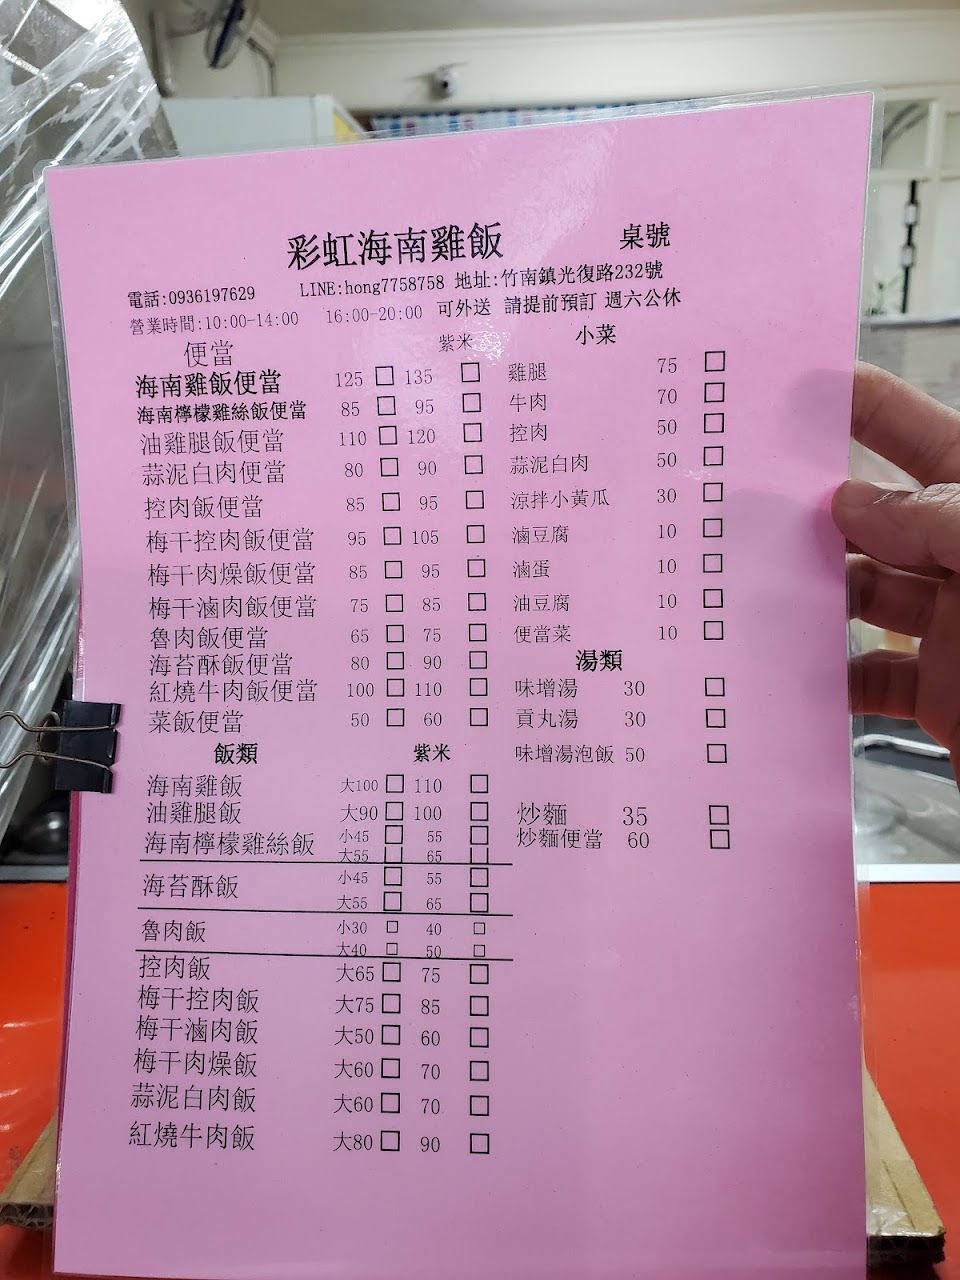 彩虹海南雞飯 桌號
電話:0936197629 LINE:hong7758758 地址:竹南鎮光復路232號
營業時間:10:00-14:00 16:00-20:00 可外送 請提前預訂 週六公休
便當 紫米
海南雞飯便當 125 □ 135 □
海南檸檬雞絲飯便當 85 □ 95 □
油雞腿飯便當 110 □ 120 □
蒜泥白肉便當 80 □ 90 □
控肉飯便當 85 □ 95 □
梅干控肉飯便當 95 □ 105 □
梅干肉燥飯便當 85 □ 95 □
梅干滷肉飯便當 75 □ 85 □
魯肉飯便當 65 □ 75 □
海苔酥飯便當 80 □ 90 □
紅燒牛肉飯便當 100 □ 110 □
菜飯便當 50 □ 60 □
飯類 紫米
海南雞飯 大100 □ 110 □
油雞腿飯 大90 □ 100 □
海南檸檬雞絲飯 小45 □ 55 □
大55 □ 65 □
海苔酥飯 小45 □ 55 □
大55 □ 65 □
魯肉飯 小30 □ 40 □
大40 □ 50 □
控肉飯 大65 □ 75 □
梅干控肉飯 大75 □ 85 □
梅干滷肉飯 大50 □ 60 □
梅干肉燥飯 大60 □ 70 □
蒜泥白肉飯 大60 □ 70 □
紅燒牛肉飯 大80 □ 90 □
小菜
雞腿 75 □
牛肉 70 □
控肉 50 □
蒜泥白肉 50 □
涼拌小黃瓜 30 □
滷豆腐 10 □
滷蛋 10 □
油豆腐 10 □
便當菜 10 □
湯類
味增湯 30 □
貢丸湯 30 □
味增湯泡飯 50 □
炒麵 35 □
炒麵便當 60 □